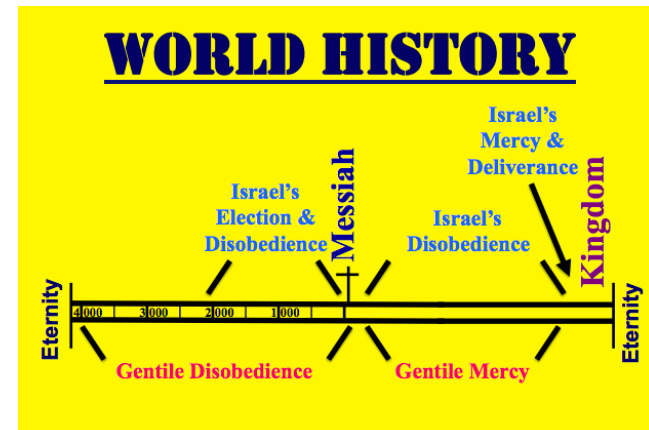 WORLD HISTORY
Israel's
Mercy &
Deliverance
Israel's
Election &
Disobedience
Messiah
Israel's
Disobedience
Kingdom
Eternity
4000 3000 2000 1000
Eternity
Gentile Disobedience
Gentile Mercy